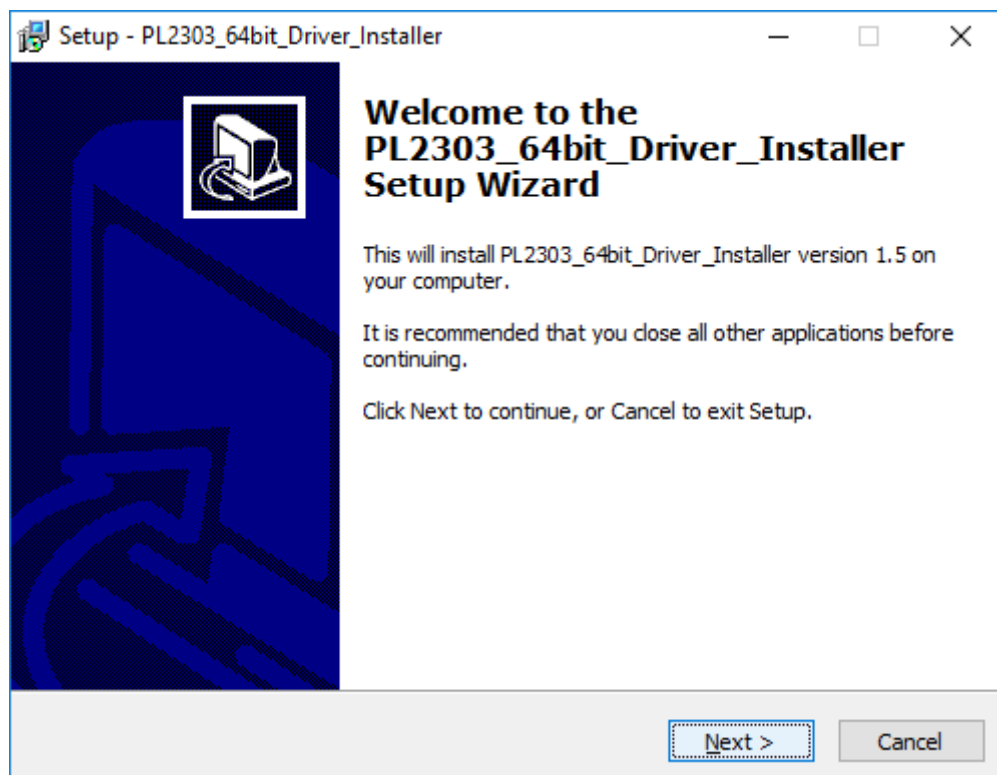 Setup - PL2303_64bit_Driver_Installer
Welcome to the
PL2303_64bit_Driver_Installer
Setup Wizard
This will install PL2303_64bit_Driver_Installer version 1.5 on
your computer.
It is recommended that you close all other applications before
continuing.
Click Next to continue, or Cancel to exit Setup.
Next >
Cancel